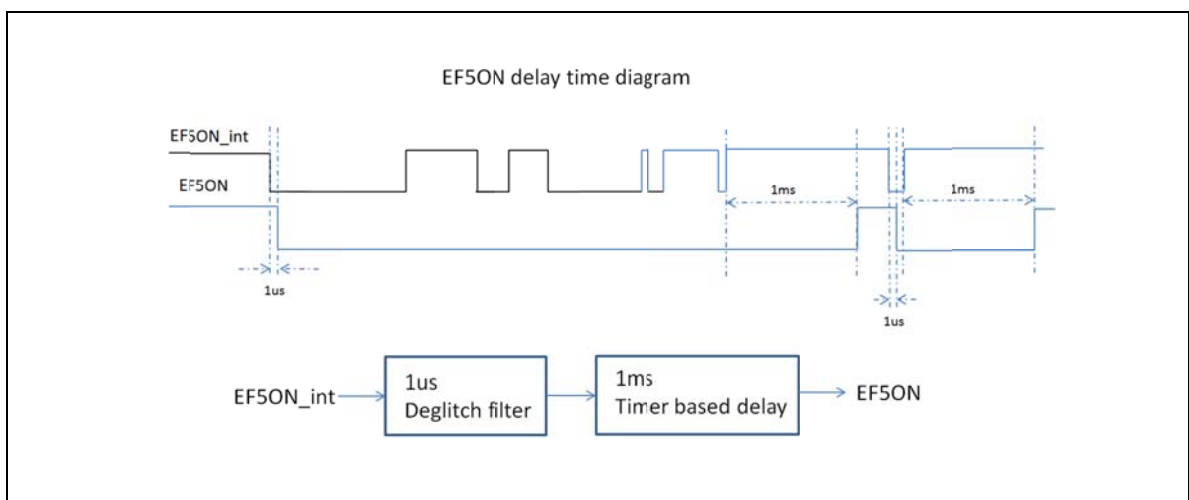 EF5ON delay time diagram
EF5ON_int
EF5ON
1ms
1ms
1us
1us
EF5ON_int
1us
Deglitch filter
1ms
Timer based delay
EF5ON